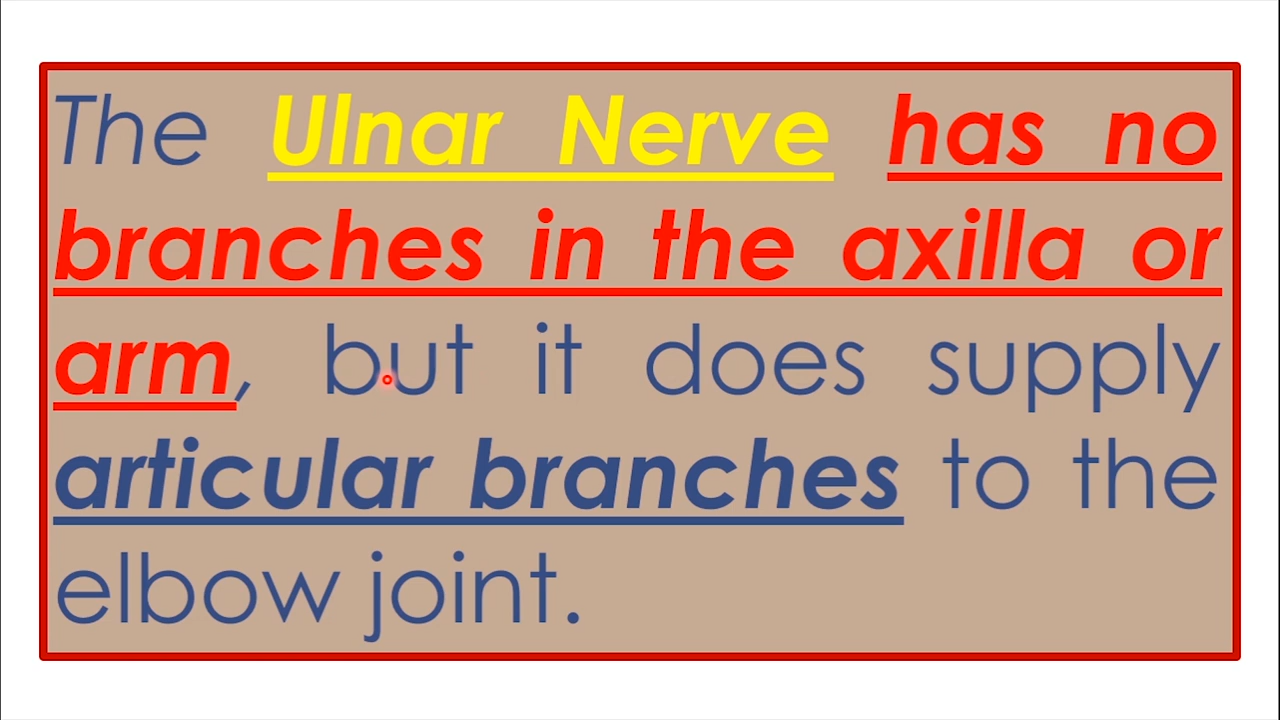 The Ulnar Nerve has no
branches in the axilla or
arm, but it does supply
articular branches to the
elbow joint.